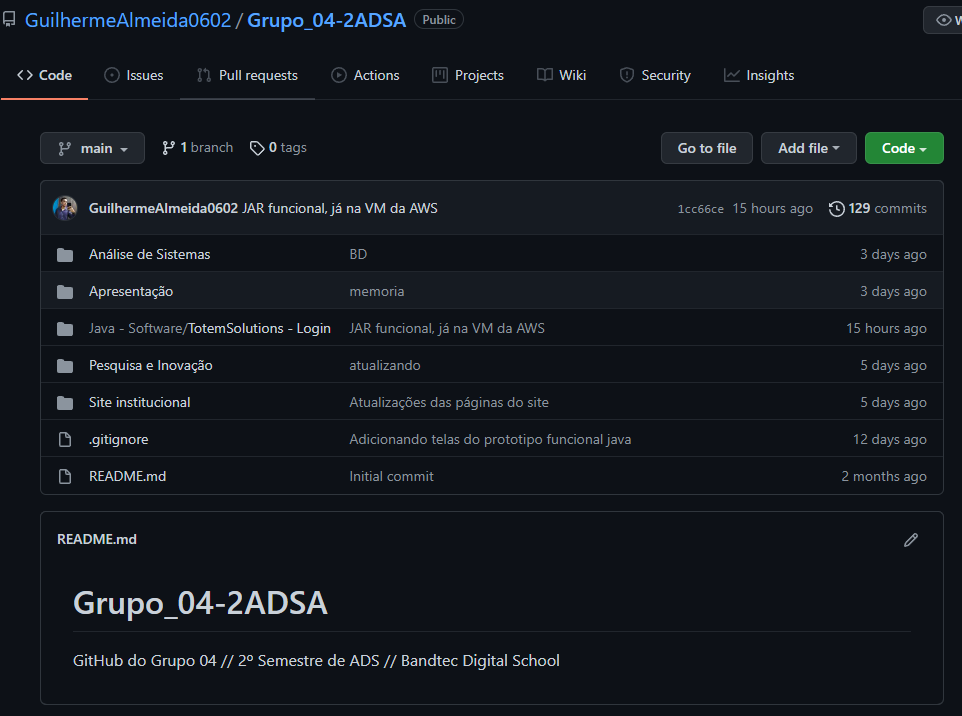 GuilhermeAlmeida0602 / Grupo_04-2ADSA Public
Code Issues Pull requests Actions Projects Wiki Security Insights
main 1 branch 0 tags Go to file Add file Code
GuilhermeAlmeida0602 JAR funcional, já na VM da AWS 1cc66ce 15 hours ago 129 commits
Análise de Sistemas BD 3 days ago
Apresentação memoria 3 days ago
Java - Software/TotemSolutions - Login JAR funcional, já na VM da AWS 15 hours ago
Pesquisa e Inovação atualizando 5 days ago
Site institucional Atualizações das páginas do site 5 days ago
.gitignore Adicionando telas do prototipo funcional java 12 days ago
README.md Initial commit 2 months ago
README.md
Grupo_04-2ADSA
GitHub do Grupo 04 // 2º Semestre de ADS // Bandtec Digital School